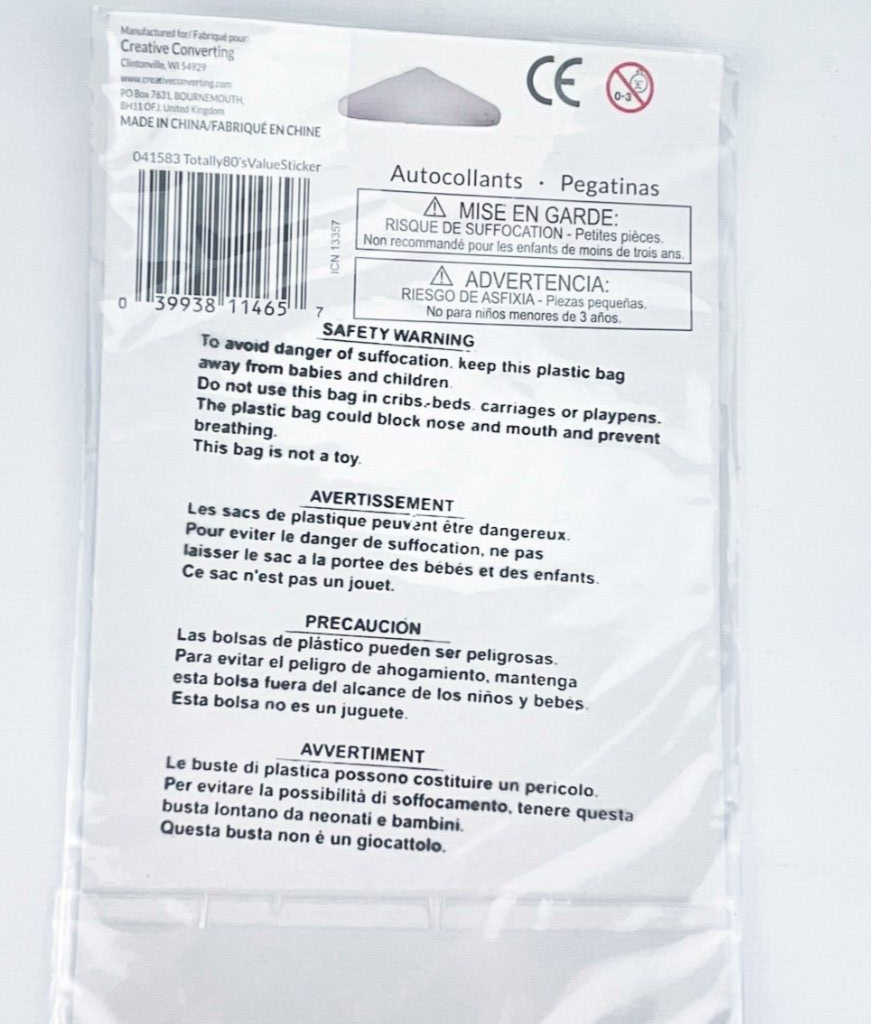 Manufactured for/ Fabriqué pour:
Creative Converting
Clintonville, WI 54929
www.creativeconverting.com
PO Box 7631, BOURNEMOUTH,
BH11 OFJ, United Kingdom
MADE IN CHINA/FABRIQUÉ EN CHINE
CE
0-3
041583 Totally80'sValueSticker
0 39938 11465 7
ICN 13357
Autocollants · Pegatinas
⚠ MISE EN GARDE:
RISQUE DE SUFFOCATION - Petites pièces.
Non recommandé pour les enfants de moins de trois ans.
⚠ ADVERTENCIA:
RIESGO DE ASFIXIA - Piezas pequeñas.
No para niños menores de 3 años.
SAFETY WARNING
To avoid danger of suffocation, keep this plastic bag
away from babies and children.
Do not use this bag in cribs, beds, carriages or playpens.
The plastic bag could block nose and mouth and prevent
breathing.
This bag is not a toy.
AVERTISSEMENT
Les sacs de plastique peuvent être dangereux.
Pour eviter le danger de suffocation, ne pas
laisser le sac a la portee des bébés et des enfants.
Ce sac n'est pas un jouet.
PRECAUCIÓN
Las bolsas de plástico pueden ser peligrosas.
Para evitar el peligro de ahogamiento, mantenga
esta bolsa fuera del alcance de los niños y bebés.
Esta bolsa no es un juguete.
AVVERTIMENT
Le buste di plastica possono costituire un pericolo.
Per evitare la possibilità di soffocamento, tenere questa
busta lontano da neonati e bambini.
Questa busta non è un giocattolo.